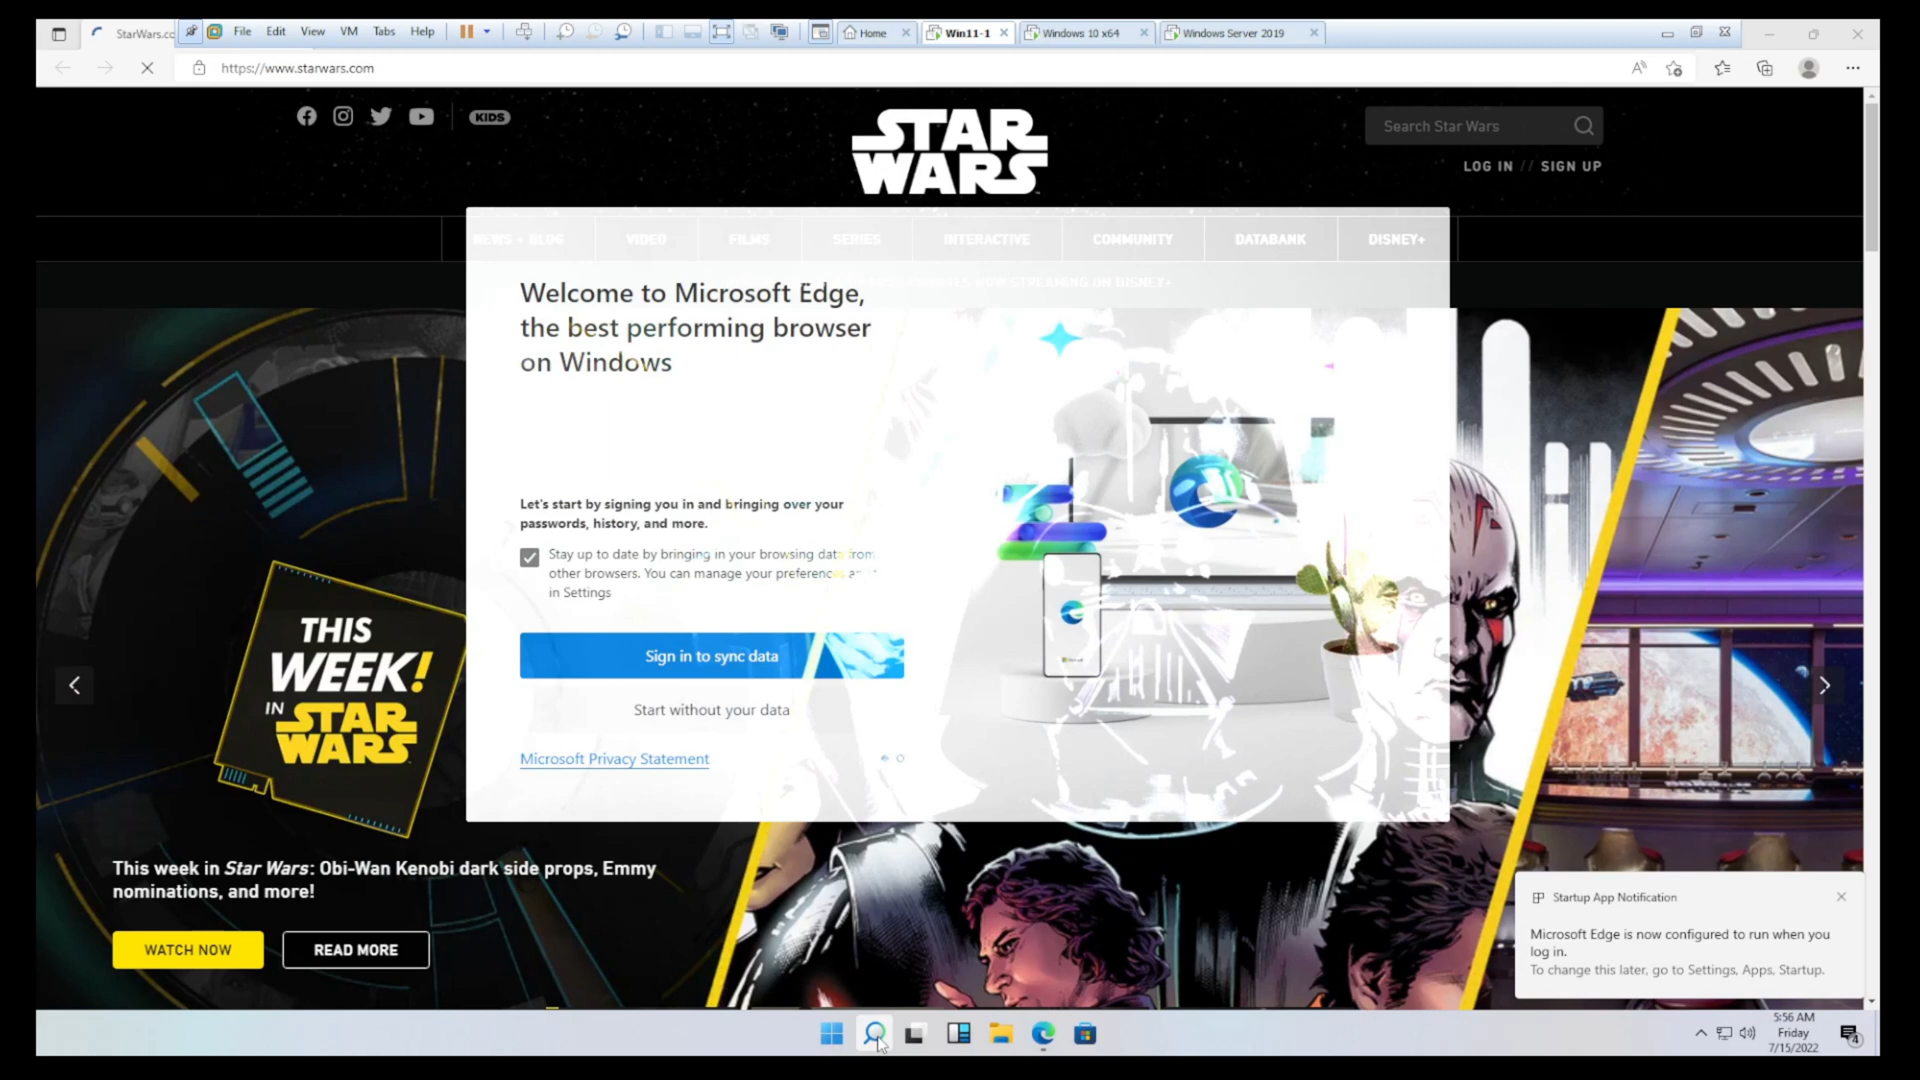 StarWars.cc
File Edit View VM Tabs Help
Home
Win11-1
Windows 10 x64
Windows Server 2019
https://www.starwars.com
KIDS
STAR
WARS
Search Star Wars
LOG IN // SIGN UP
NEWS + BLOG
VIDEO
FILMS
SERIES
INTERACTIVE
COMMUNITY
DATABANK
DISNEY+
NOW STREAMING ON DISNEY+
Welcome to Microsoft Edge,
the best performing browser
on Windows
Let's start by signing you in and bringing over your
passwords, history, and more.
Stay up to date by bringing in your browsing data from
other browsers. You can manage your preferences
in Settings
Sign in to sync data
Start without your data
Microsoft Privacy Statement
THIS
WEEK!
IN STAR
WARS
This week in Star Wars: Obi-Wan Kenobi dark side props, Emmy
nominations, and more!
WATCH NOW
READ MORE
Startup App Notification
Microsoft Edge is now configured to run when you
log in.
To change this later, go to Settings, Apps, Startup.
5:56 AM
Friday
7/15/2022
4